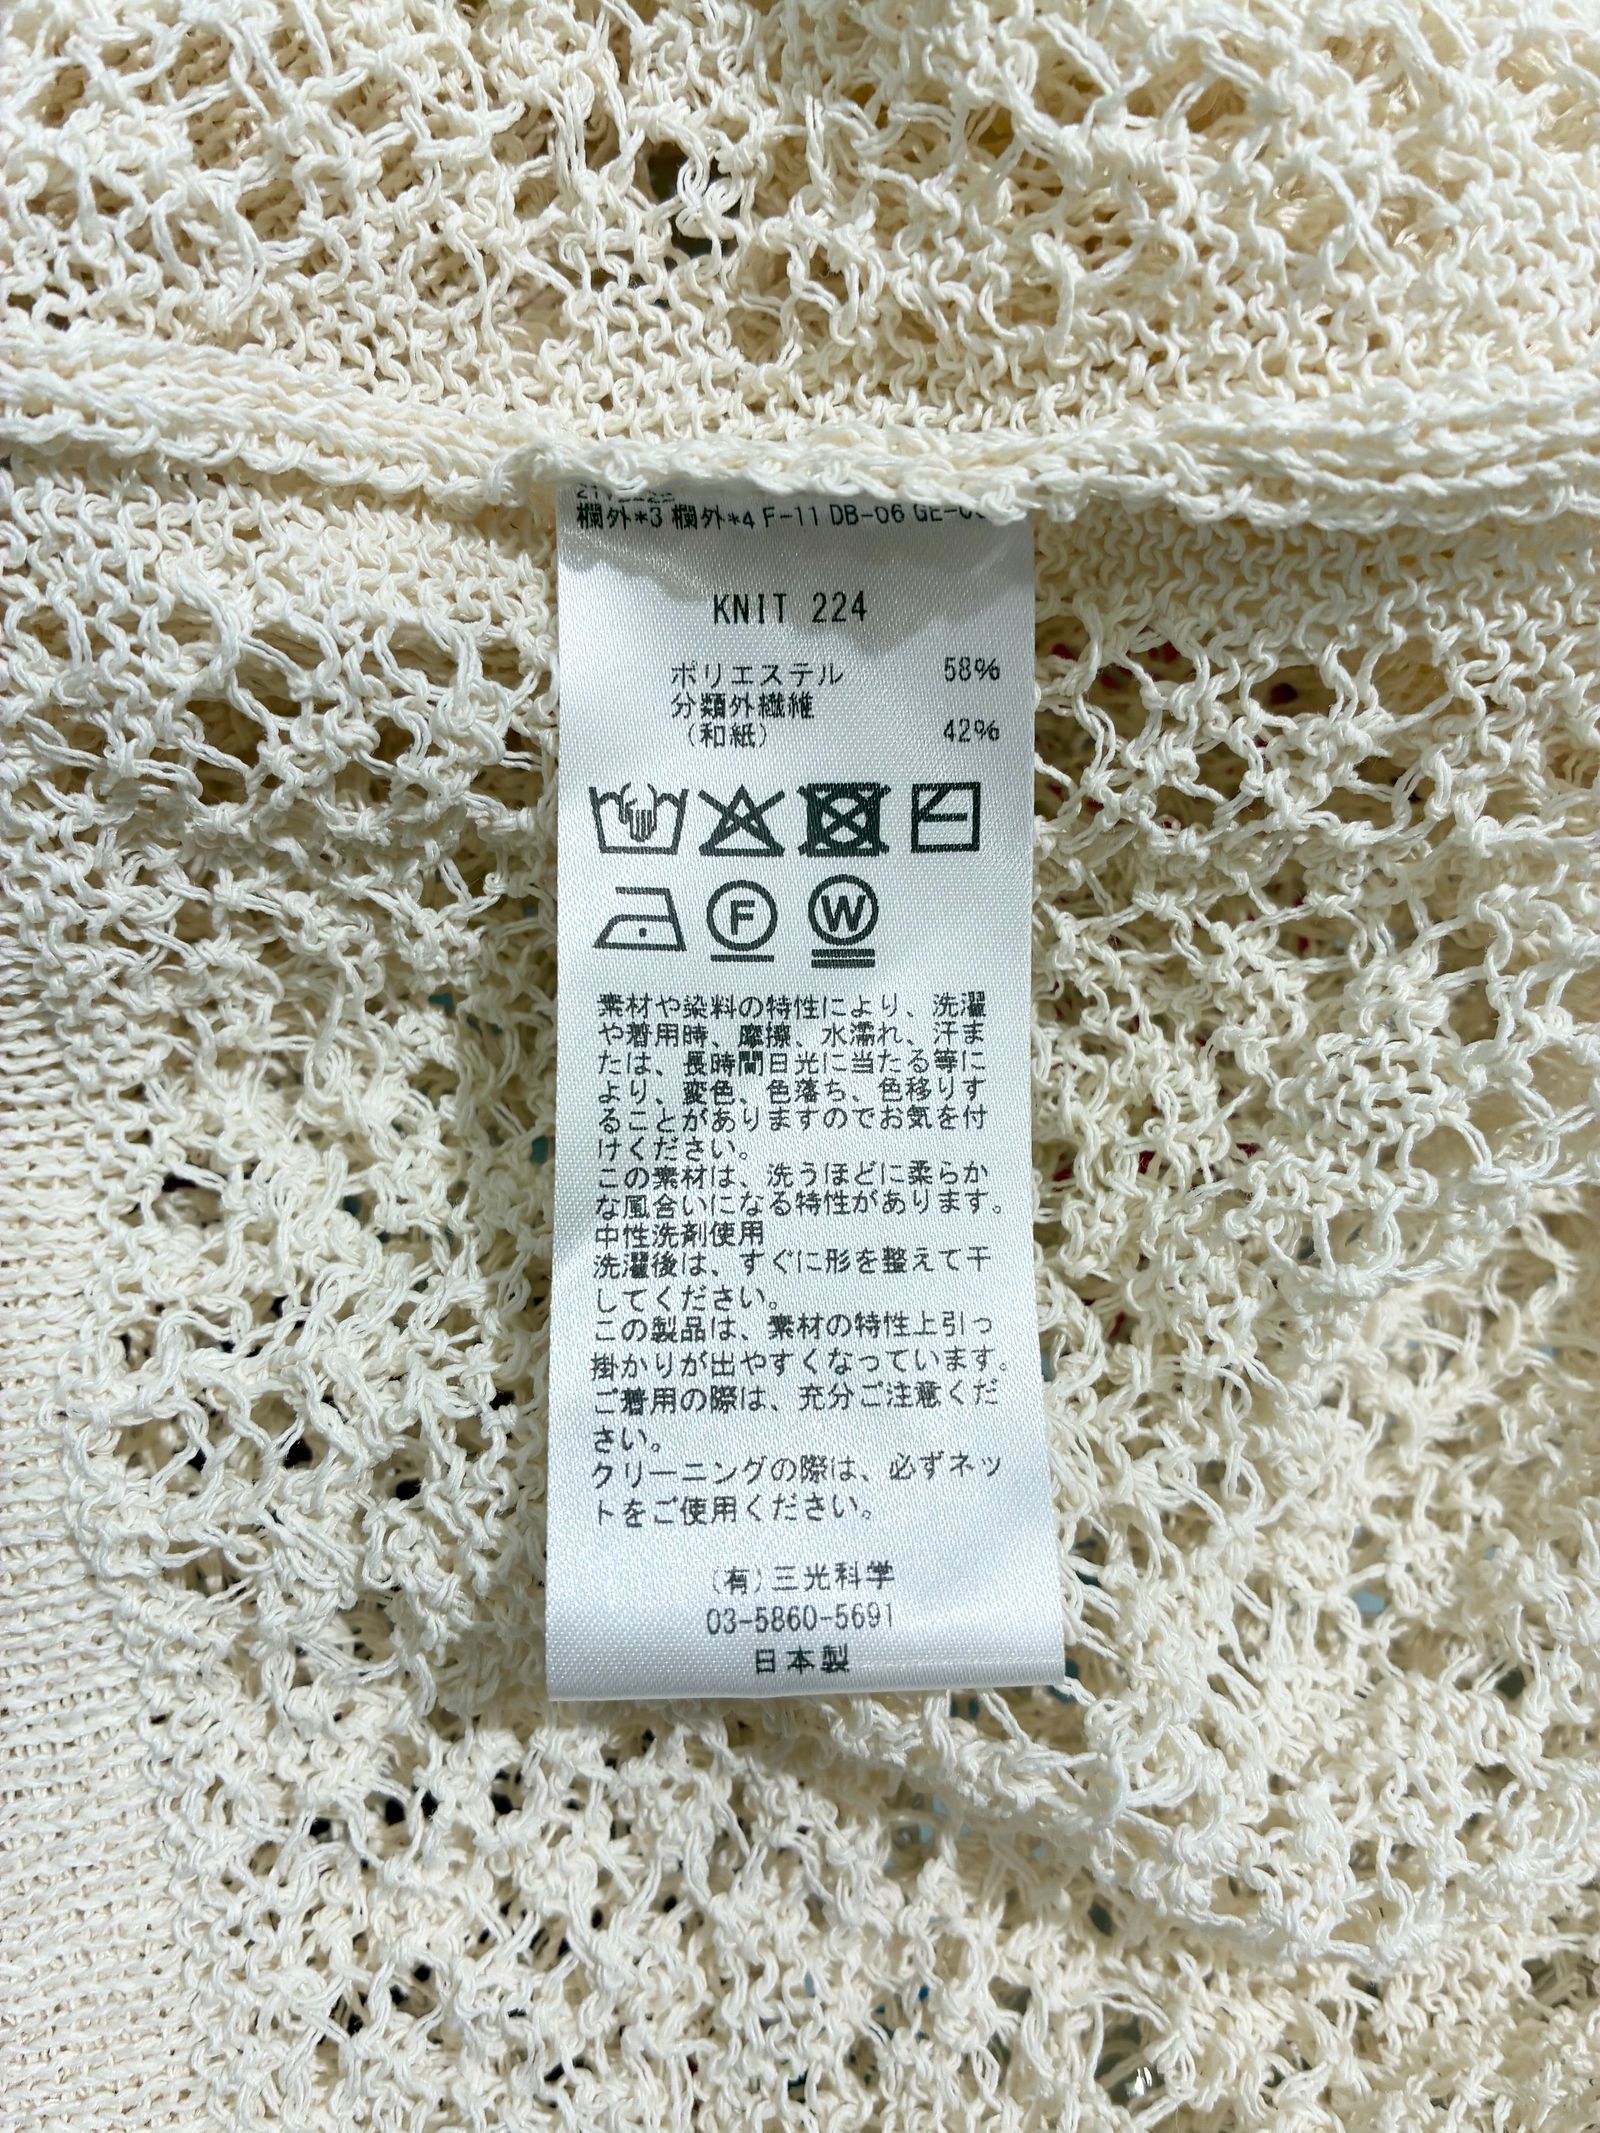 欄外*3 欄外*4 F-11 DB-06 GE-0
KNIT 224
ポリエステル 58%
分類外繊維
(和紙) 42%
F W
素材や染料の特性により、洗濯
や着用時、摩擦、水濡れ、汗ま
たは、長時間日光に当たる等に
より、変色、色落ち、色移りす
ることがありますのでお気を付
けください。
この素材は、洗うほどに柔らか
な風合いになる特性があります。
中性洗剤使用
洗濯後は、すぐに形を整えて干
してください。
この製品は、素材の特性上引っ
掛かりが出やすくなっています。
ご着用の際は、充分ご注意くだ
さい。
クリーニングの際は、必ずネッ
トをご使用ください。
(有)三光科学
03-5860-5691
日本製